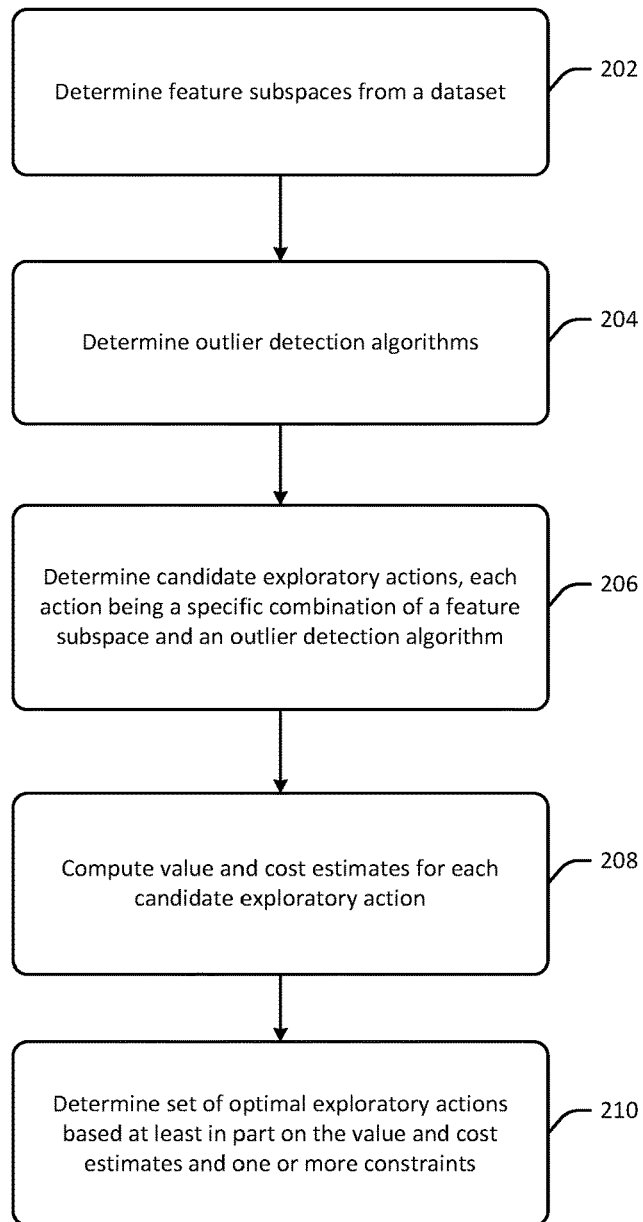 Determine feature subspaces from a dataset
202
Determine outlier detection algorithms
204
Determine candidate exploratory actions, each
action being a specific combination of a feature
subspace and an outlier detection algorithm
206
Compute value and cost estimates for each
candidate exploratory action
208
Determine set of optimal exploratory actions
based at least in part on the value and cost
estimates and one or more constraints
210